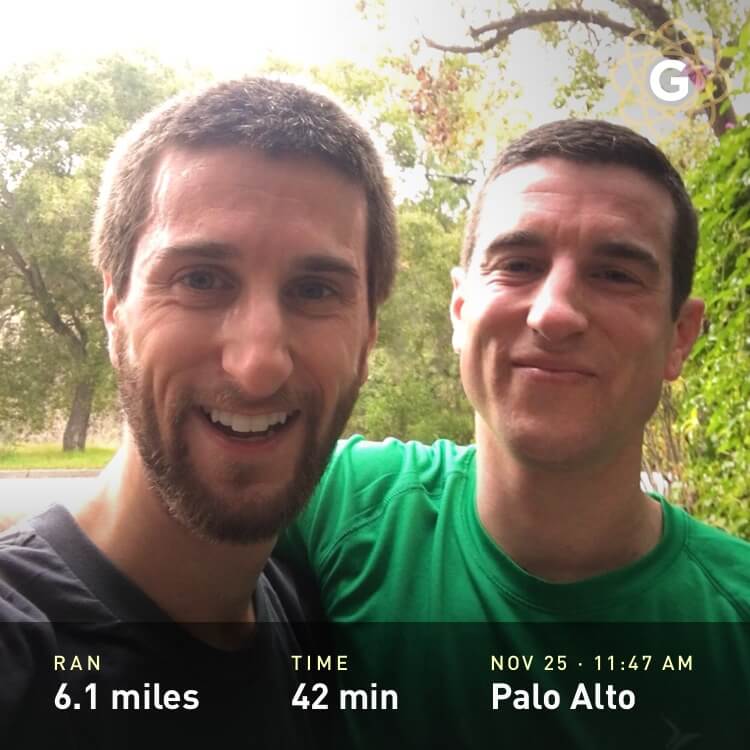 G
RAN
TIME
NOV 25 · 11:47 AM
6.1 miles
42 min
Palo Alto